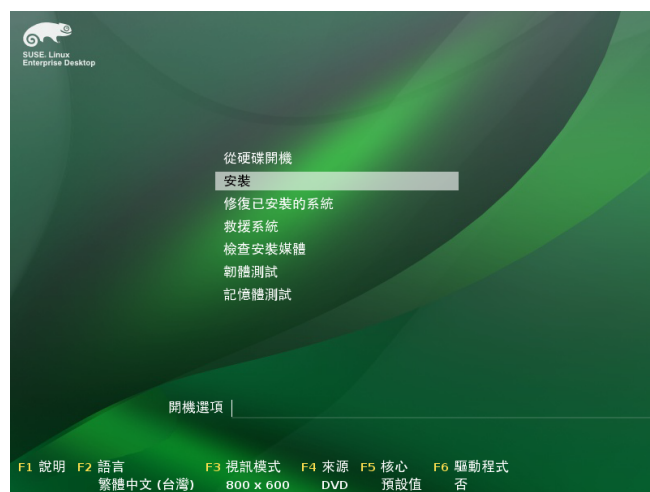 SUSE. Linux
Enterprise Desktop
從硬碟開機
安裝
修復已安裝的系統
救援系統
檢查安裝媒體
韌體測試
記憶體測試
開機選項
F1 說明 F2 語言 F3 視訊模式 F4 來源 F5 核心 F6 驅動程式
繁體中文 (台灣) 800 x 600 DVD 預設值 否